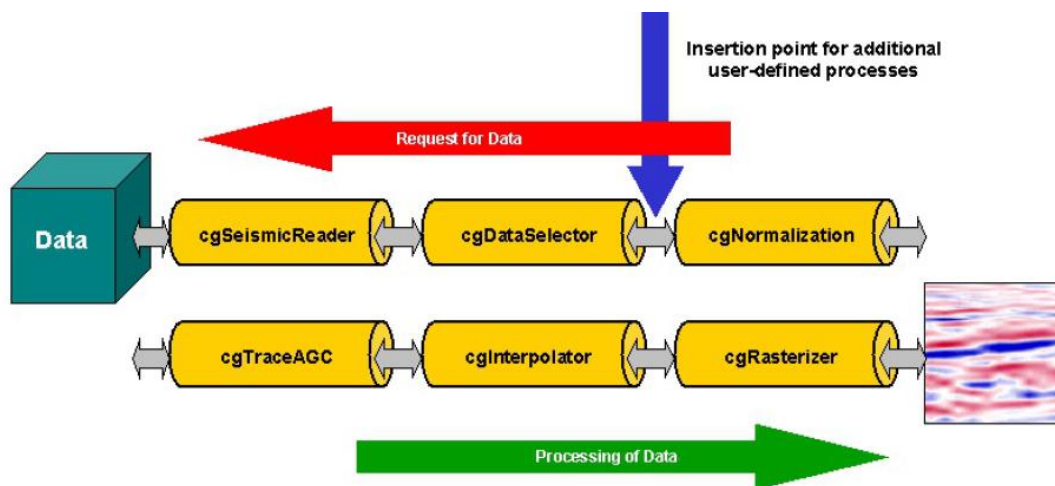 Insertion point for additional
user-defined processes
Request for Data
Data
cgSeismicReader
cgDataSelector
cgNormalization
cgTraceAGC
cgInterpolator
cgRasterizer
Processing of Data